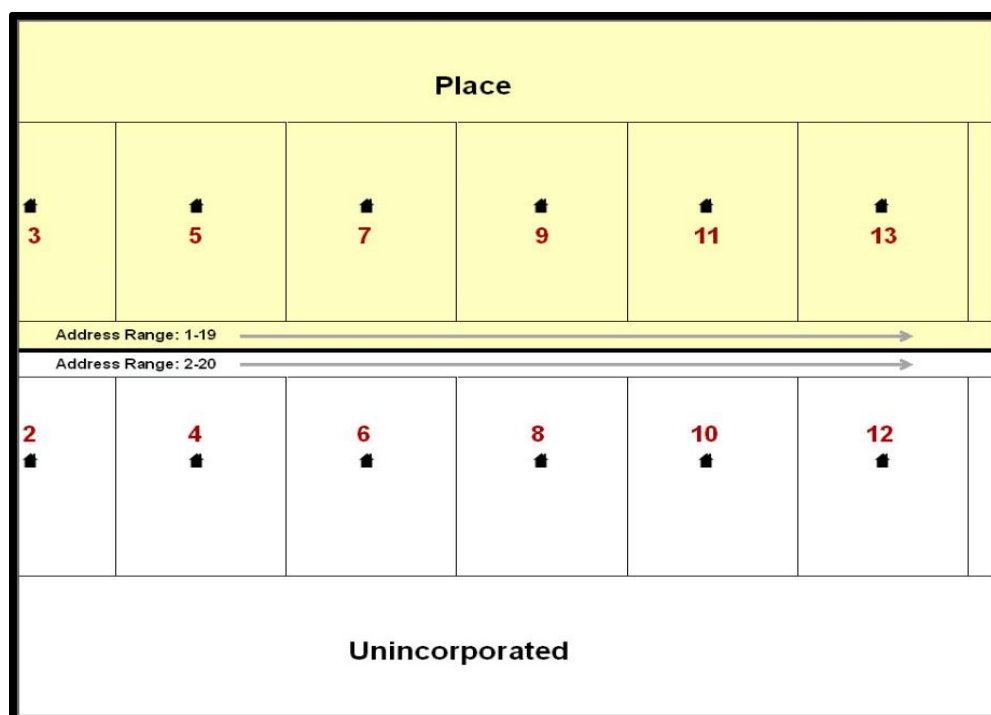 Place
3 5 7 9 11 13
Address Range: 1-19
Address Range: 2-20
2 4 6 8 10 12
Unincorporated